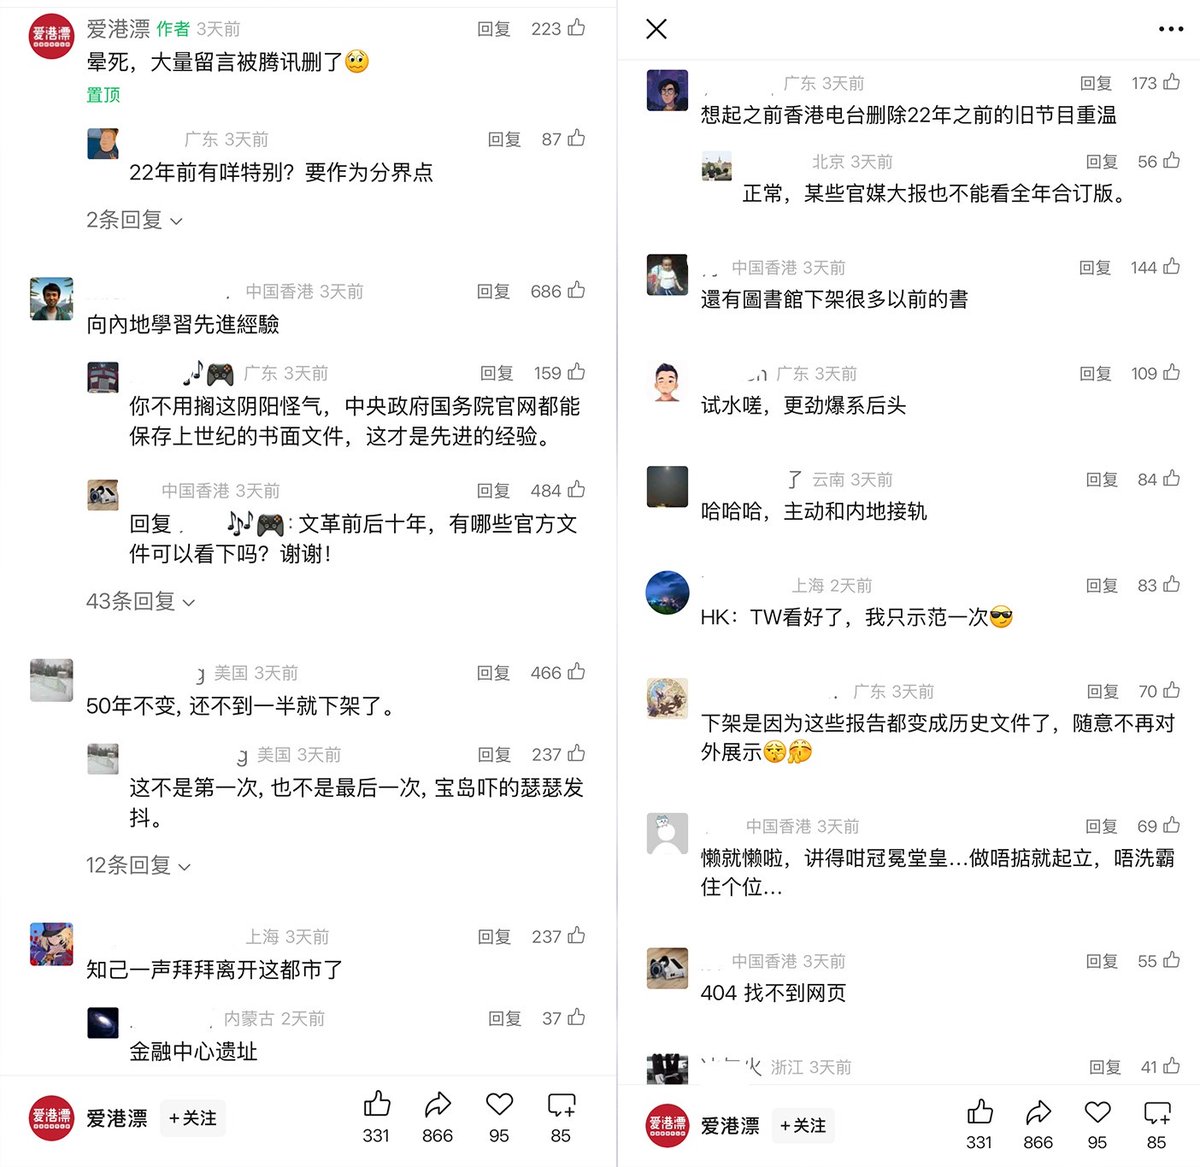 爱港漂 作者 3天前 回复 223
晕死，大量留言被腾讯删了
置顶
广东 3天前 回复 87
22年前有咩特别？要作为分界点
2条回复
中国香港 3天前 回复 686
向內地學習先進經驗
广东 3天前 回复 159
你不用搁这阴阳怪气，中央政府国务院官网都能
保存上世纪的书面文件，这才是先进的经验。
中国香港 3天前 回复 484
回复 : 文革前后十年，有哪些官方文
件可以看下吗？谢谢！
43条回复
g 美国 3天前 回复 466
50年不变, 还不到一半就下架了。
g 美国 3天前 回复 237
这不是第一次, 也不是最后一次, 宝岛吓的瑟瑟发
抖。
12条回复
上海 3天前 回复 237
知己一声拜拜离开这都市了
内蒙古 2天前 回复 37
金融中心遗址
爱港漂 爱港漂 +关注 331 866 95 85
广东 3天前 回复 173
想起之前香港电台删除22年之前的旧节目重温
北京 3天前 回复 56
正常，某些官媒大报也不能看全年合订版。
中国香港 3天前 回复 144
還有圖書館下架很多以前的書
广东 3天前 回复 109
试水嗟，更劲爆系后头
了 云南 3天前 回复 84
哈哈哈，主动和内地接轨
上海 2天前 回复 83
HK：TW看好了，我只示范一次
广东 3天前 回复 70
下架是因为这些报告都变成历史文件了，随意不再对
外展示
中国香港 3天前 回复 69
懒就懒啦，讲得咁冠冕堂皇...做唔掂就起立，唔洗霸
住个位...
中国香港 3天前 回复 55
404 找不到网页
火 浙江 3天前 回复 41
爱港漂 爱港漂 +关注 331 866 95 85